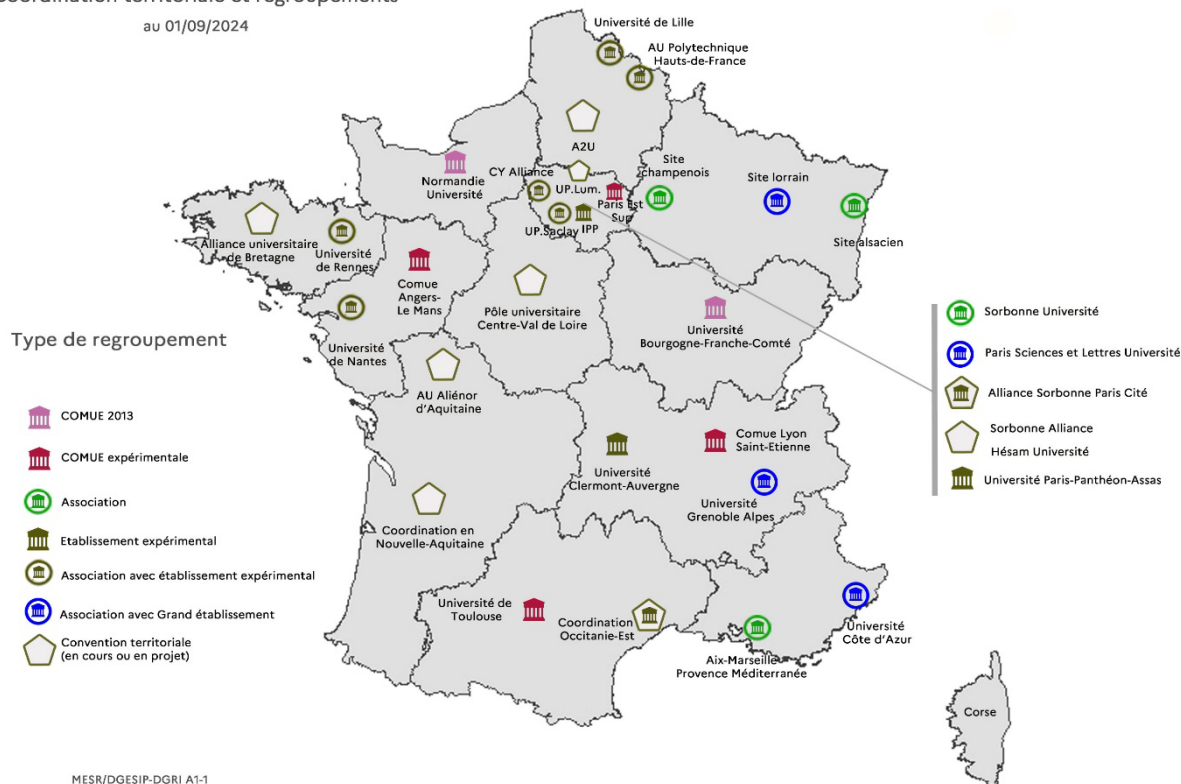 Coordination territoriale et regroupements
au 01/09/2024
Université de Lille
AU Polytechnique
Hauts-de-France
A2U
Site
champenois
Site lorrain
Site alsacien
Normandie
Université
CY Alliance
UP.Lum.
Paris Est
Sup
UP.Saclay
IPP
Alliance universitaire
de Bretagne
Université
de Rennes
Comue
Angers-
Le Mans
Université
de Nantes
Pôle universitaire
Centre-Val de Loire
Université
Bourgogne-Franche-Comté
AU Aliénor
d'Aquitaine
Université
Clermont-Auvergne
Comue Lyon
Saint-Etienne
Université
Grenoble Alpes
Coordination en
Nouvelle-Aquitaine
Université de
Toulouse
Coordination
Occitanie-Est
Aix-Marseille
Provence Méditerranée
Université
Côte d'Azur
Corse
Type de regroupement
COMUE 2013
COMUE expérimentale
Association
Etablissement expérimental
Association avec établissement expérimental
Association avec Grand établissement
Convention territoriale
(en cours ou en projet)
Sorbonne Université
Paris Sciences et Lettres Université
Alliance Sorbonne Paris Cité
Sorbonne Alliance
Hésam Université
Université Paris-Panthéon-Assas
MESR/DGESIP-DGRI A1-1